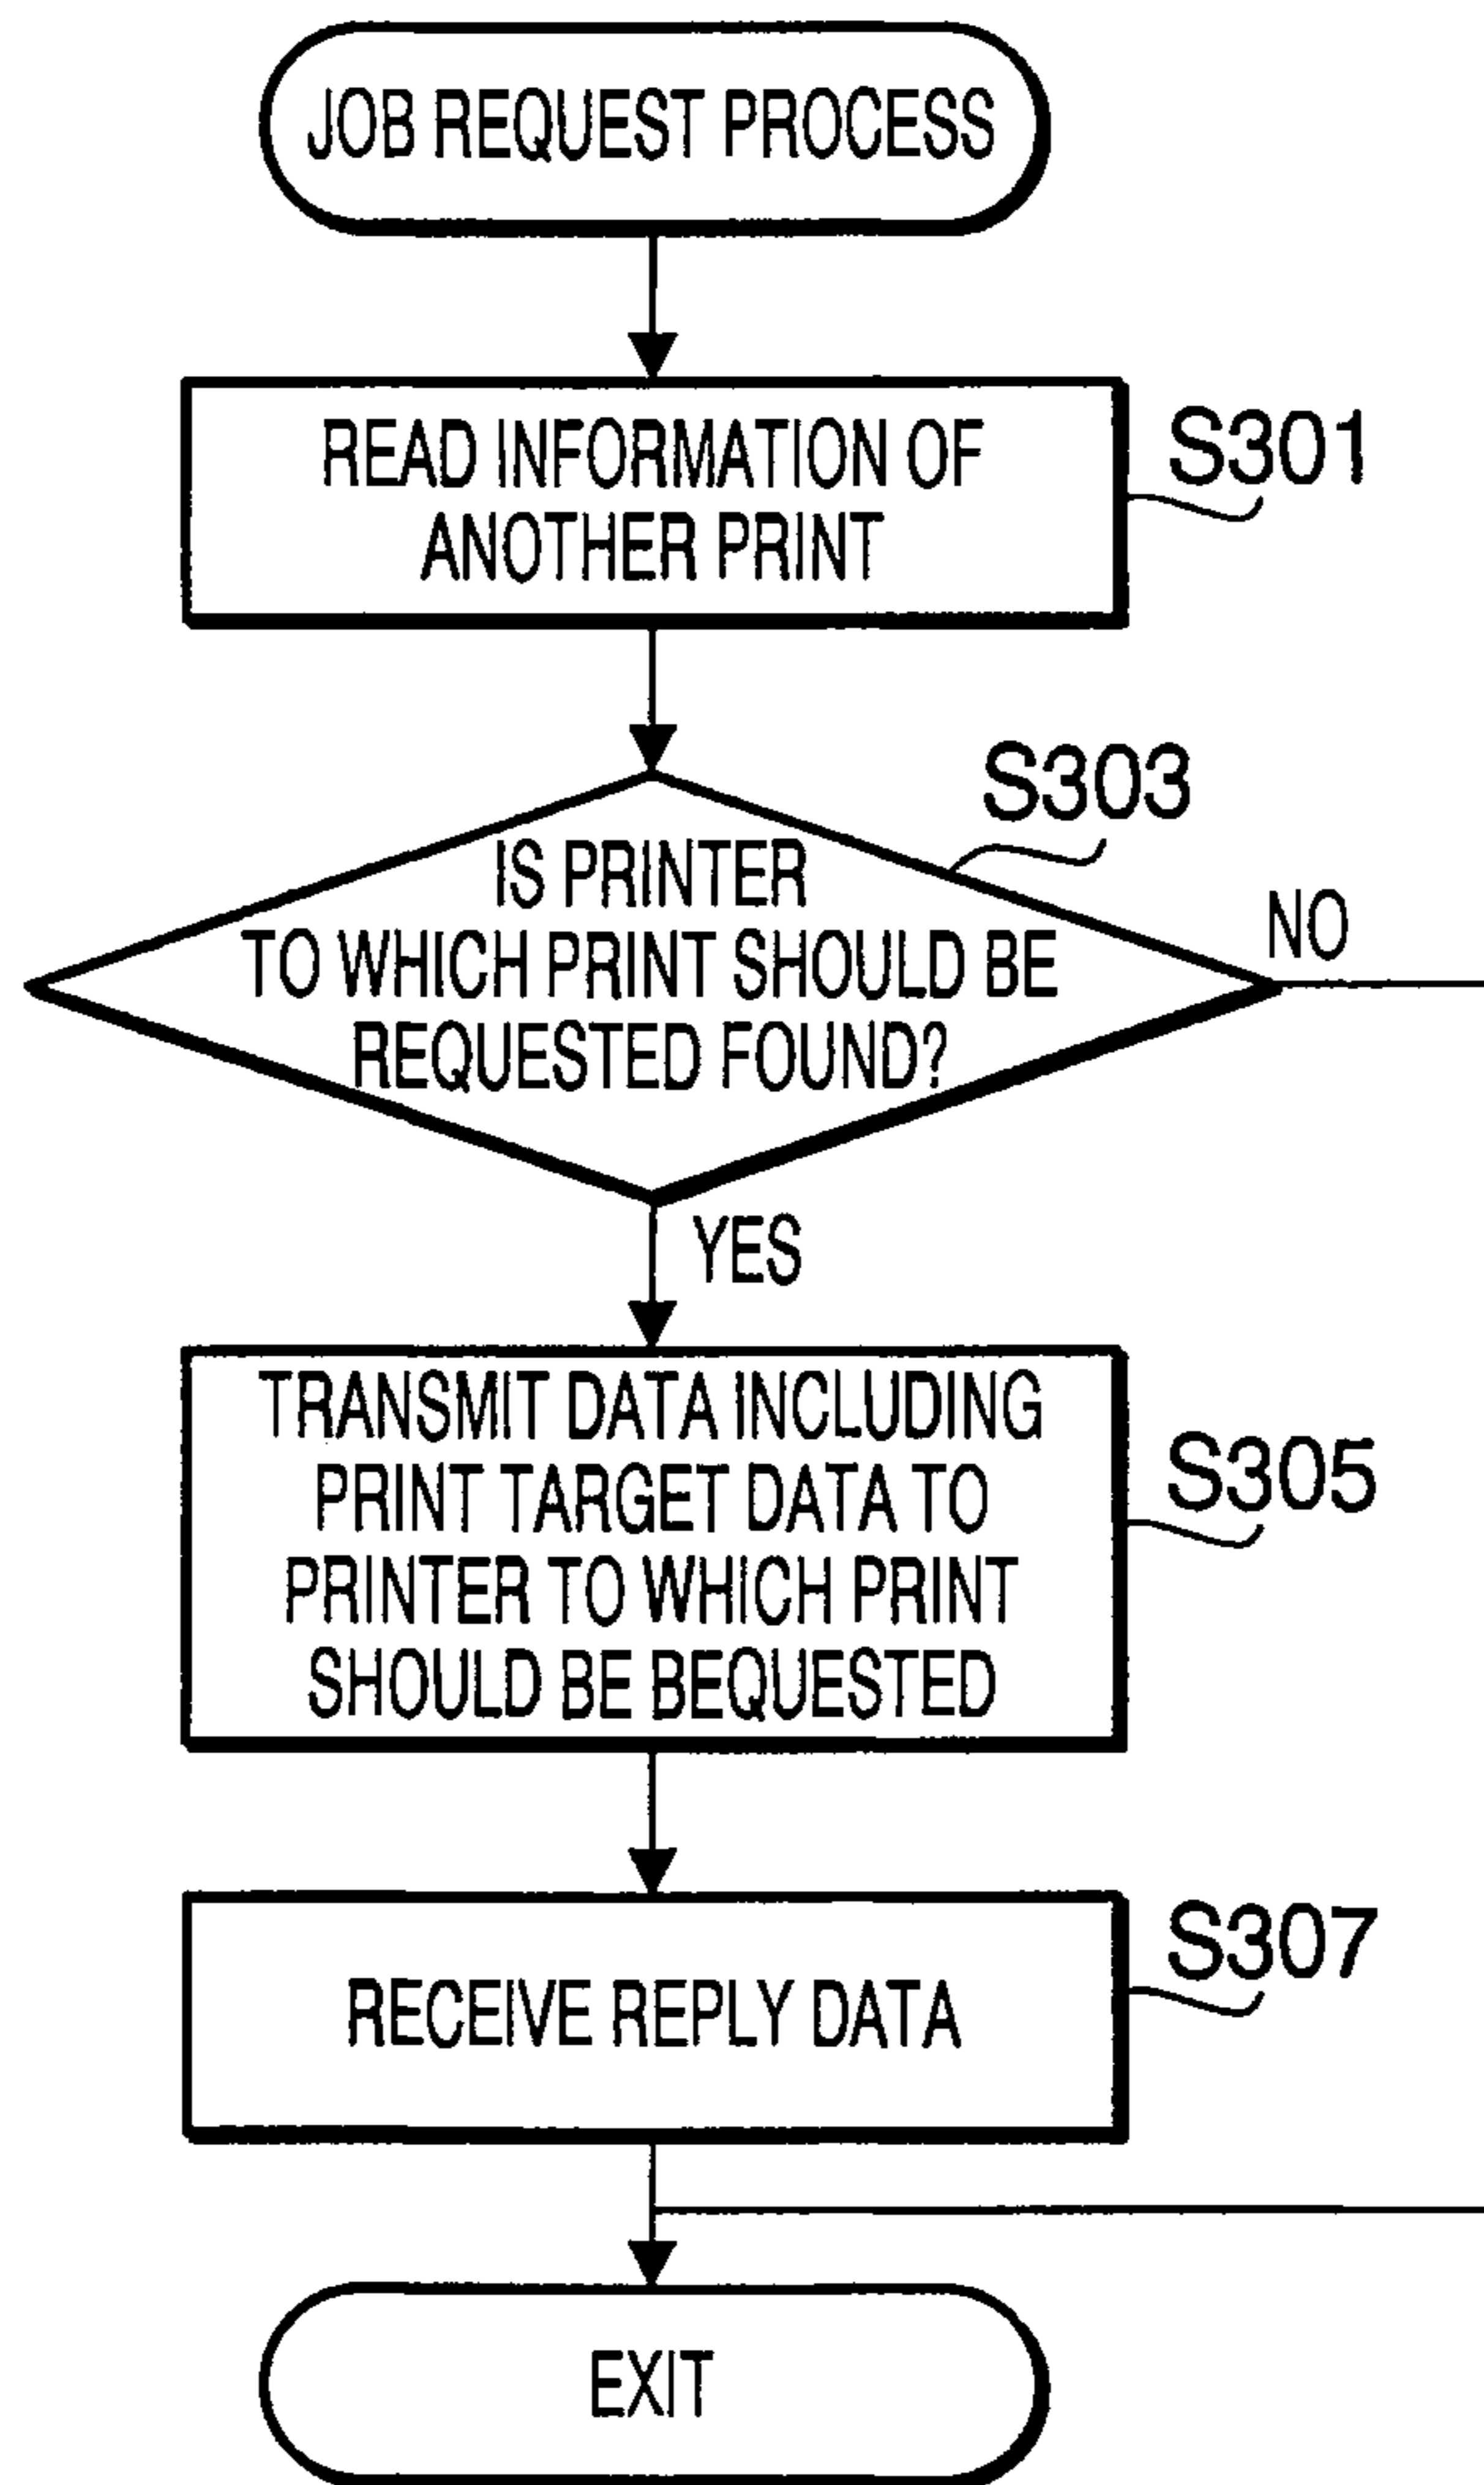 JOB REQUEST PROCESS
READ INFORMATION OF
ANOTHER PRINT
S301
S303
IS PRINTER
TO WHICH PRINT SHOULD BE
REQUESTED FOUND?
NO
YES
TRANSMIT DATA INCLUDING
PRINT TARGET DATA TO
PRINTER TO WHICH PRINT
SHOULD BE BEQUESTED
S305
RECEIVE REPLY DATA
S307
EXIT